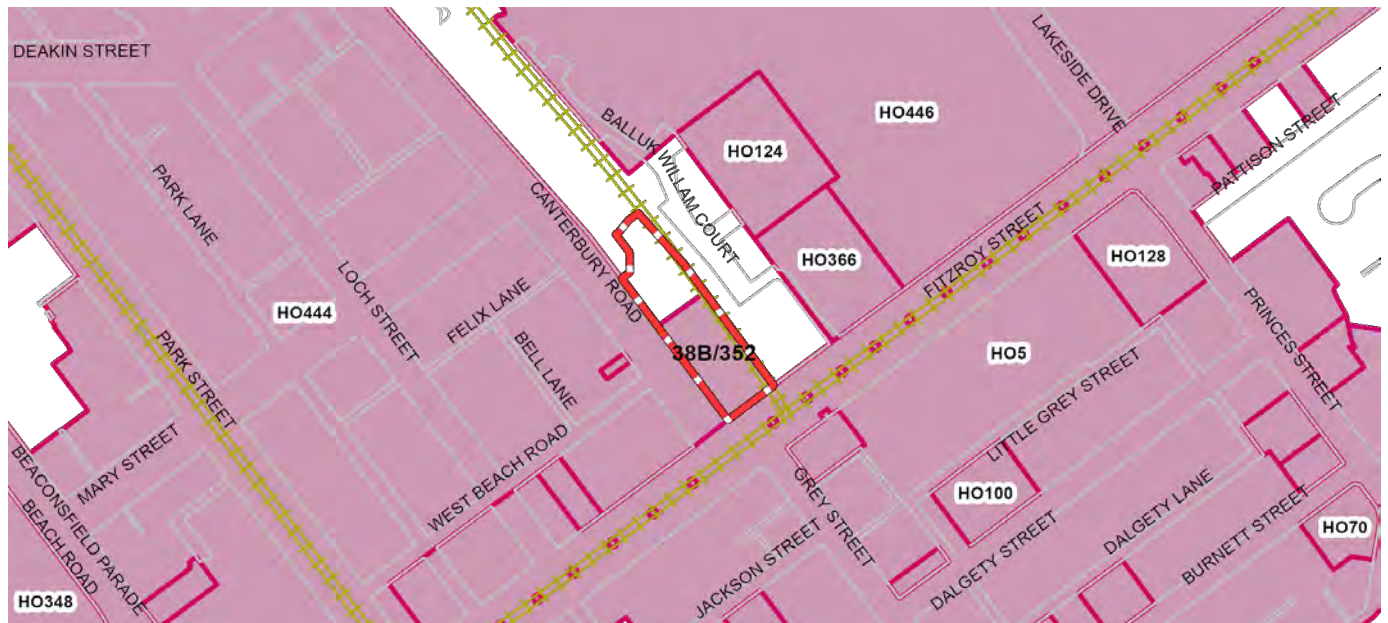 DEAKIN STREET
LAKESIDE DRIVE
HO446
BALLUK WILLAM COURT
HO124
PATTISON STREET
PARK LANE
CANTERBURY ROAD
HO366
FITZROY STREET
HO128
LOCH STREET
HO444
FELIX LANE
PRINCES STREET
PARK STREET
BELL LANE
38B/352
HO5
LITTLE GREY STREET
MARY STREET
WEST BEACH ROAD
BEACONSFIELD PARADE
BEACH ROAD
GREY STREET
HO100
DALGETY LANE
BURNETT STREET
HO70
JACKSON STREET
DALGETY STREET
HO348